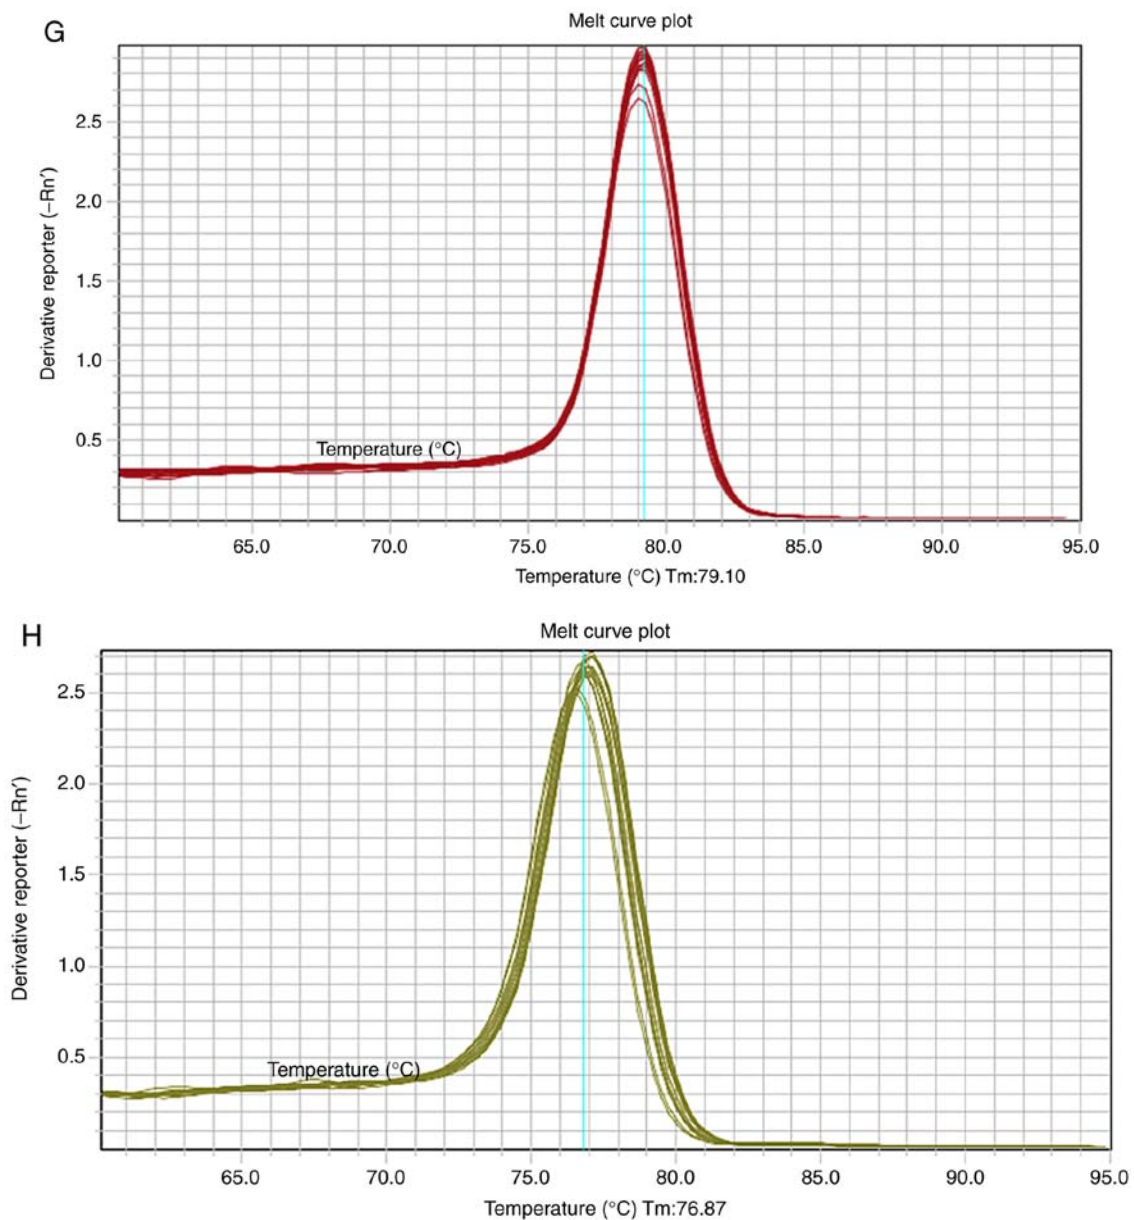 G
Melt curve plot
Derivative reporter (−Rn′)
2.5
2.0
1.5
1.0
0.5
Temperature (°C)
65.0 70.0 75.0 80.0 85.0 90.0 95.0
Temperature (°C) Tm:79.10
H
Melt curve plot
Derivative reporter (−Rn′)
2.5
2.0
1.5
1.0
0.5
Temperature (°C)
65.0 70.0 75.0 80.0 85.0 90.0 95.0
Temperature (°C) Tm:76.87